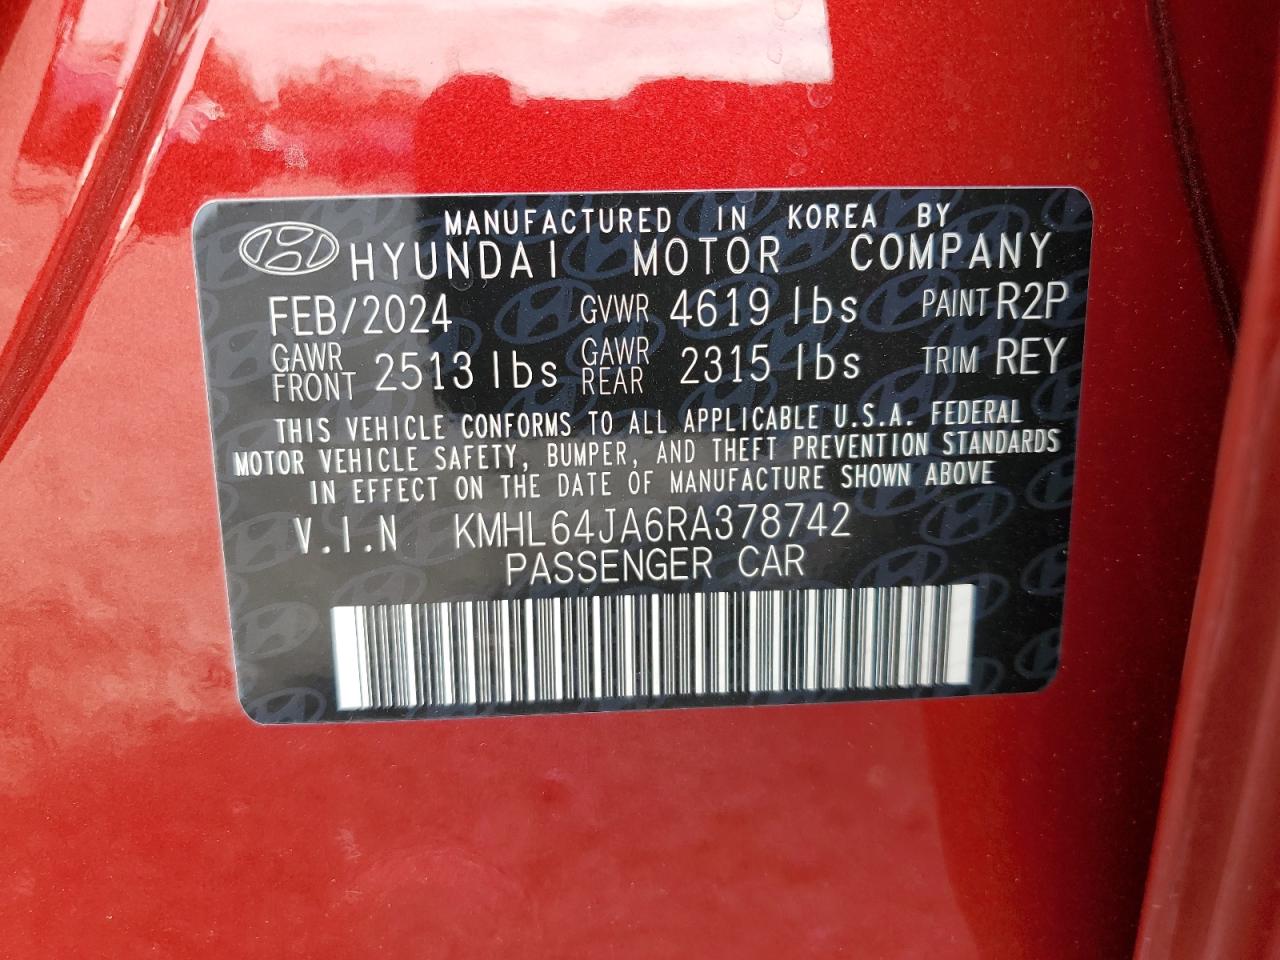 MANUFACTURED IN KOREA BY
HYUNDAI MOTOR COMPANY
FEB/2024 GVWR 4619 lbs PAINT R2P
GAWR FRONT 2513 lbs GAWR REAR 2315 lbs TRIM REY
THIS VEHICLE CONFORMS TO ALL APPLICABLE U.S.A. FEDERAL
MOTOR VEHICLE SAFETY, BUMPER, AND THEFT PREVENTION STANDARDS
IN EFFECT ON THE DATE OF MANUFACTURE SHOWN ABOVE
V.I.N KMHL64JA6RA378742
PASSENGER CAR